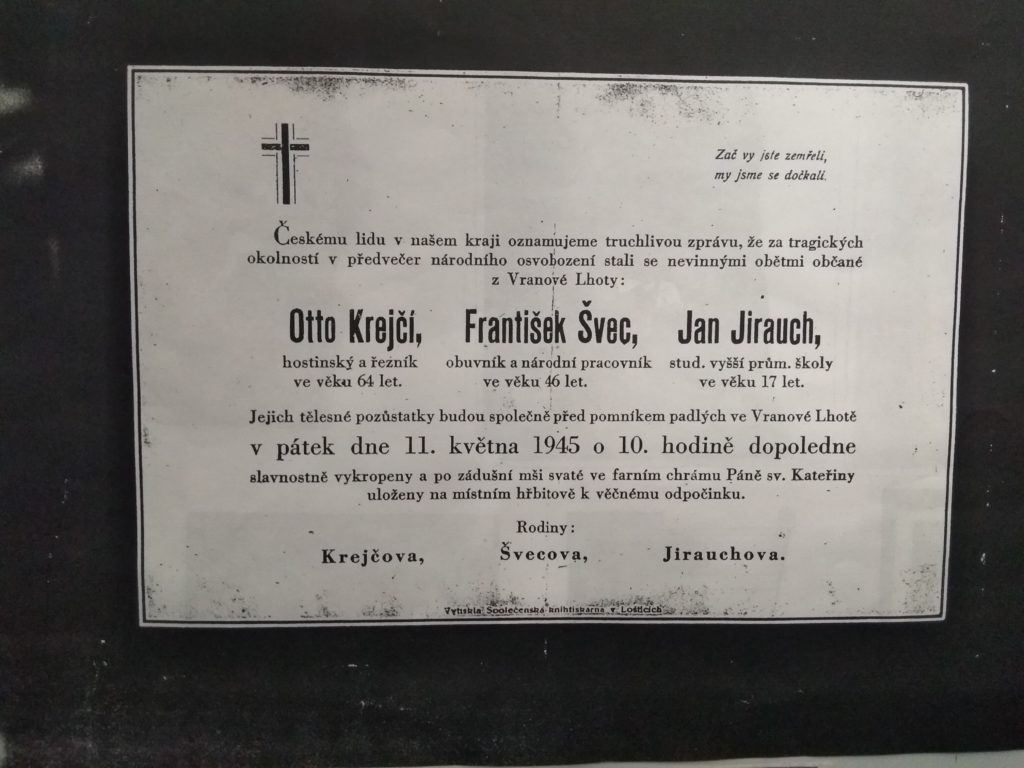 Zač vy jste zemřeli,
my jsme se dočkali.
Českému lidu v našem kraji oznamujeme truchlivou zprávu, že za tragických
okolností v předvečer národního osvobození stali se nevinnými obětmi občané
z Vranové Lhoty:
Otto Krejčí, František Švec, Jan Jirauch,
hostinský a řezník obuvník a národní pracovník stud. vyšší prům. školy
ve věku 64 let. ve věku 46 let. ve věku 17 let.
Jejich tělesné pozůstatky budou společně před pomníkem padlých ve Vranové Lhotě
v pátek dne 11. května 1945 o 10. hodině dopoledne
slavnostně vykropeny a po zádušní mši svaté ve farním chrámu Páně sv. Kateřiny
uloženy na místním hřbitově k věčnému odpočinku.
Rodiny:
Krejčova, Švecova, Jirauchova.
Vytiskla Společenská knihtiskárna v Lošticích